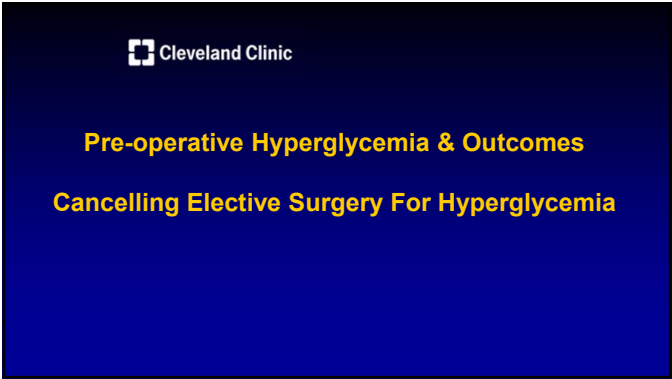 Cleveland Clinic
Pre-operative Hyperglycemia & Outcomes
Cancelling Elective Surgery For Hyperglycemia